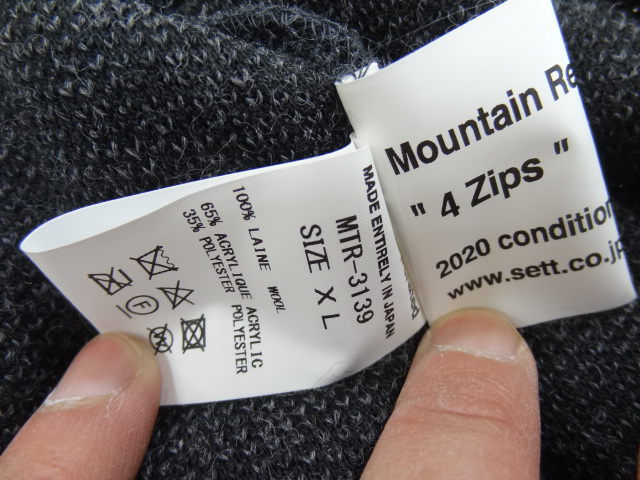 Mountain Re
" 4 Zips "
2020 condition
www.sett.co.jp
MADE ENTIRELY IN JAPAN
MTR-3139
SIZE XL
100% LAINE WOOL
65% ACRYLIQUE ACRYLIC
35% POLYESTER POLYESTER
F